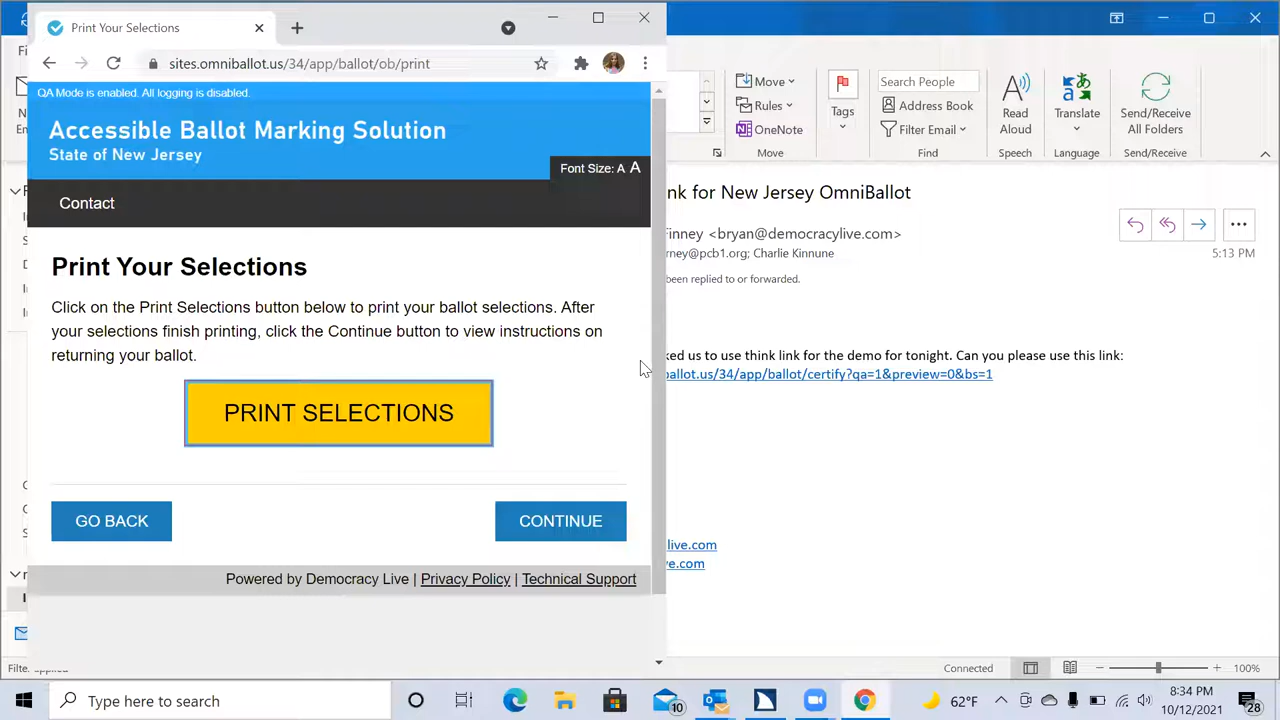 Print Your Selections
sites.omniballot.us/34/app/ballot/ob/print
QA Mode is enabled. All logging is disabled.
Accessible Ballot Marking Solution
State of New Jersey
Font Size: A A
Contact
Print Your Selections
Click on the Print Selections button below to print your ballot selections. After
your selections finish printing, click the Continue button to view instructions on
returning your ballot.
PRINT SELECTIONS
GO BACK
CONTINUE
Powered by Democracy Live | Privacy Policy | Technical Support
Move
Rules
OneNote
Move
Tags
Search People
Address Book
Filter Email
Find
Read
Aloud
Speech
Translate
Language
Send/Receive
All Folders
Send/Receive
nk for New Jersey OmniBallot
inney <bryan@democracylive.com>
rney@pcb1.org; Charlie Kinnune
5:13 PM
been replied to or forwarded.
ked us to use think link for the demo for tonight. Can you please use this link:
ballot.us/34/app/ballot/certify?qa=1&preview=0&bs=1
live.com
e.com
Connected
100%
Type here to search
10
62°F
8:34 PM
10/12/2021
28